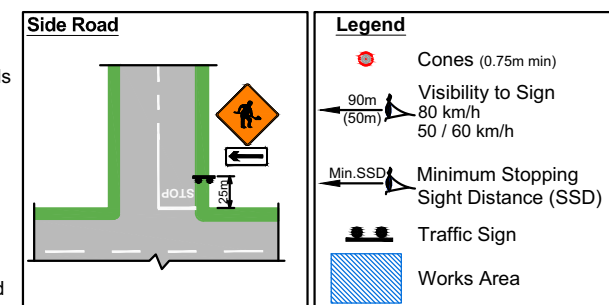 Side Road
STOP
25m
Legend
Cones (0.75m min)
90m
(50m)
Visibility to Sign
80 km/h
50 / 60 km/h
Min.SSD
Minimum Stopping
Sight Distance (SSD)
Traffic Sign
Works Area